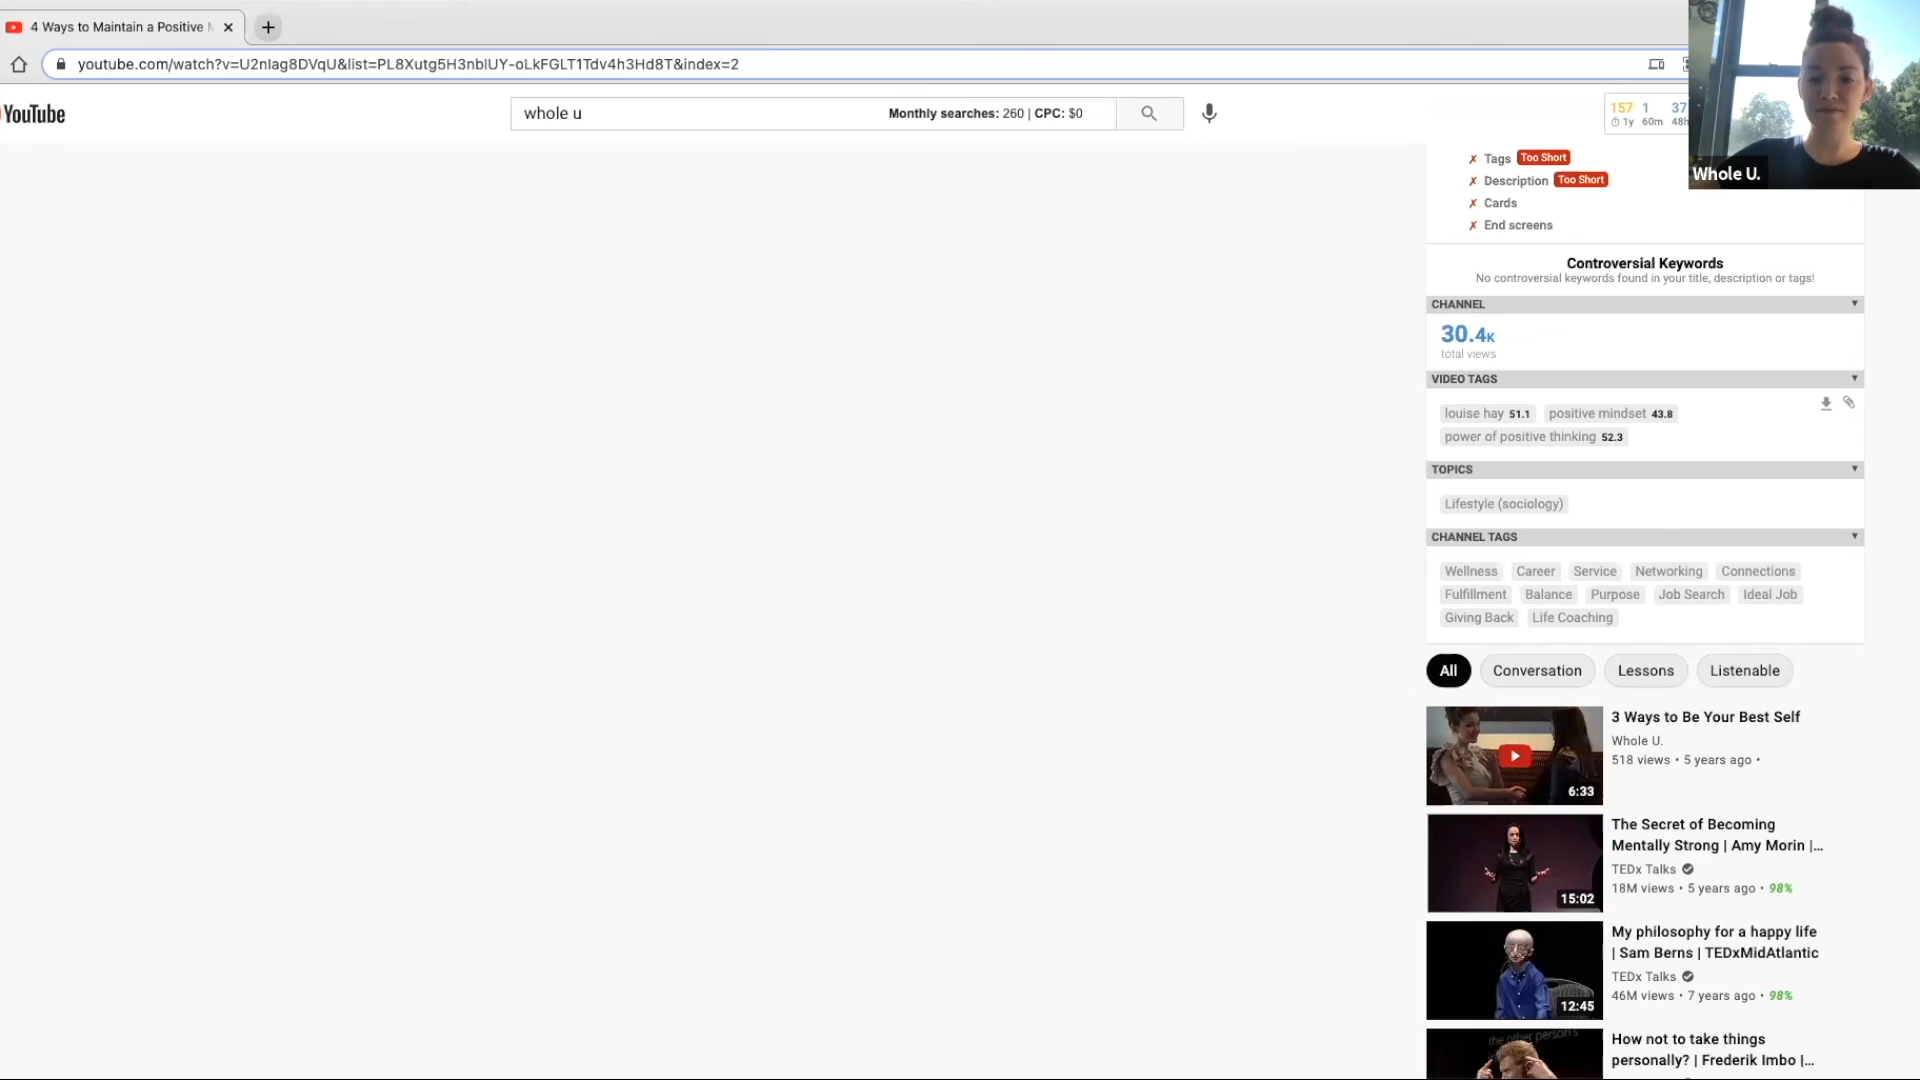 4 Ways to Maintain a Positive
youtube.com/watch?v=U2nlag8DVqU&list=PL8Xutg5H3nblUY-oLkFGLT1Tdv4h3Hd8T&index=2
YouTube
whole u
Monthly searches: 260 | CPC: $0
157 1 37
1y 60m 48h
Whole U.
✗ Tags Too Short
✗ Description Too Short
✗ Cards
✗ End screens
Controversial Keywords
No controversial keywords found in your title, description or tags!
CHANNEL
30.4K
total views
VIDEO TAGS
louise hay 51.1 positive mindset 43.8
power of positive thinking 52.3
TOPICS
Lifestyle (sociology)
CHANNEL TAGS
Wellness Career Service Networking Connections
Fulfillment Balance Purpose Job Search Ideal Job
Giving Back Life Coaching
All Conversation Lessons Listenable
3 Ways to Be Your Best Self
Whole U.
518 views • 5 years ago •
6:33
The Secret of Becoming
Mentally Strong | Amy Morin |...
TEDx Talks
18M views • 5 years ago • 98%
15:02
My philosophy for a happy life
| Sam Berns | TEDxMidAtlantic
TEDx Talks
46M views • 7 years ago • 98%
12:45
the other person's
How not to take things
personally? | Frederik Imbo |...